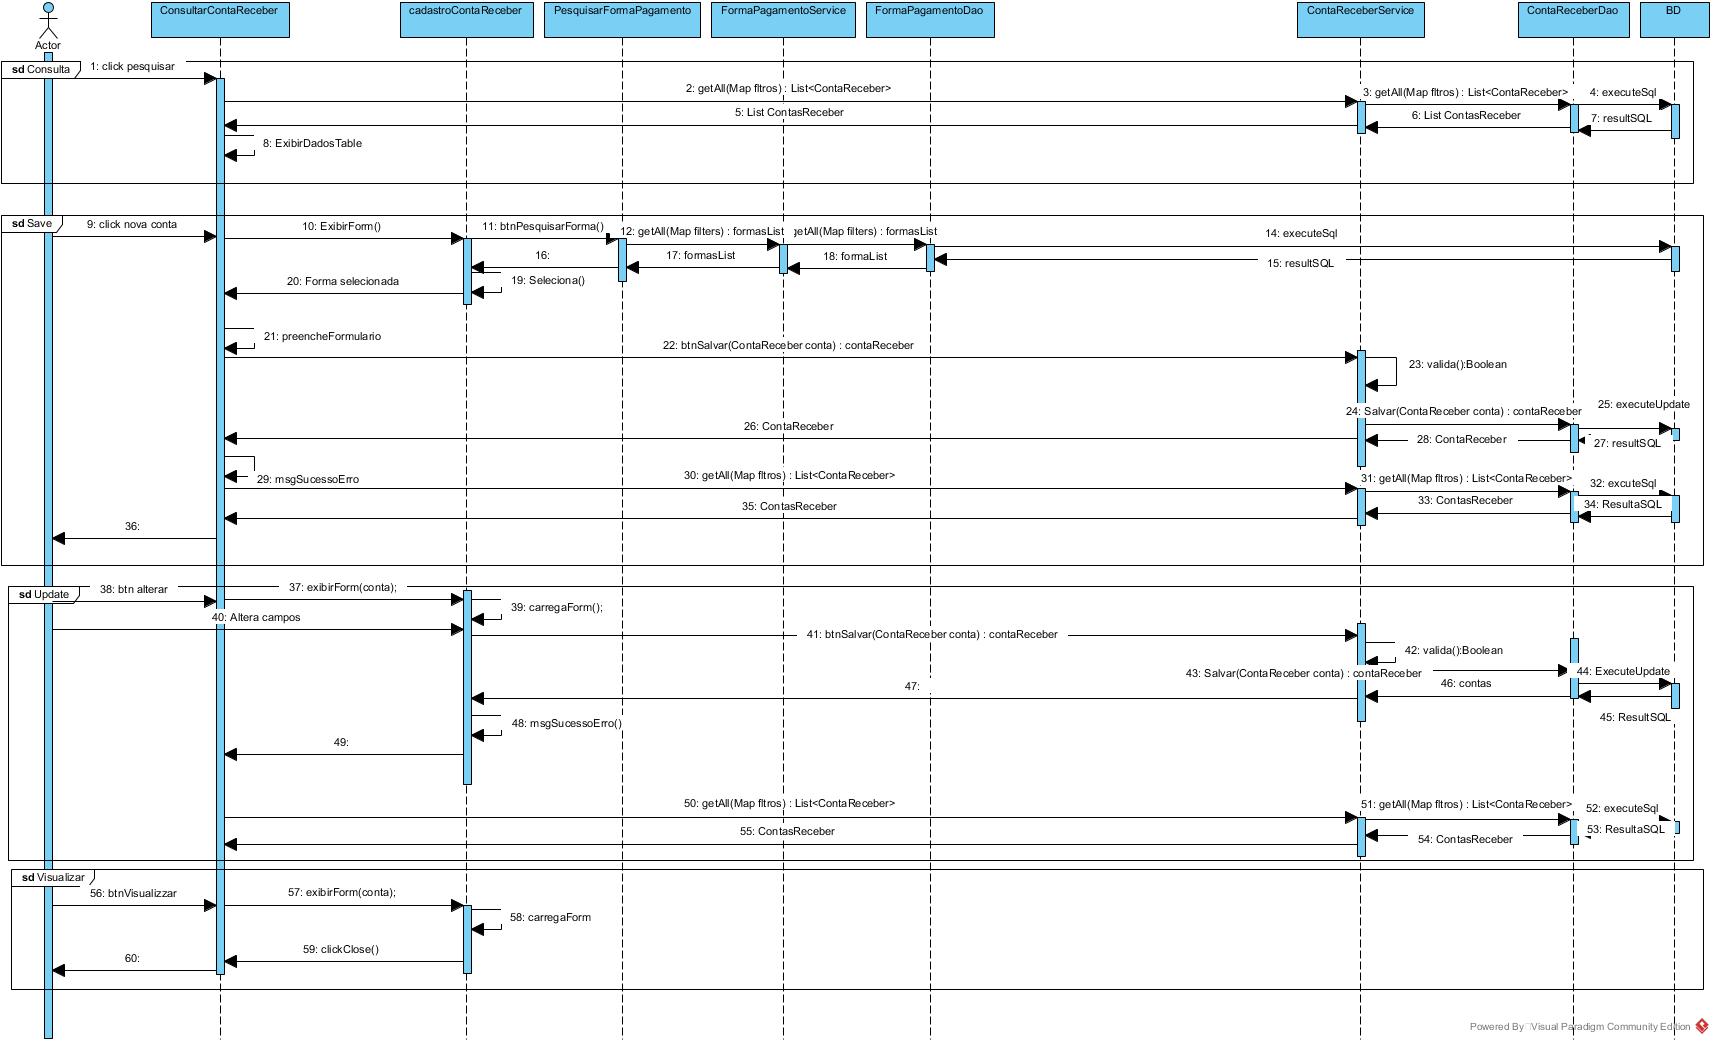 ConsultarContaReceber
cadastroContaReceber
PesquisarFormaPagamento
FormaPagamentoService
FormaPagamentoDao
ContaReceberService
ContaReceberDao
BD
Actor
sd Consulta
1: click pesquisar
2: getAll(Map fltros) : List<ContaReceber>
3: getAll(Map fltros) : List<ContaReceber>
4: executeSql
5: List ContasReceber
6: List ContasReceber
7: resultSQL
8: ExibirDadosTable
sd Save
9: click nova conta
10: ExibirForm()
11: btnPesquisarForma()
12: getAll(Map filters) : formasList
getAll(Map filters) : formasList
14: executeSql
16:
17: formasList
18: formaList
15: resultSQL
20: Forma selecionada
19: Seleciona()
21: preencheFormulario
22: btnSalvar(ContaReceber conta) : contaReceber
23: valida():Boolean
24: Salvar(ContaReceber conta) : contaReceber
25: executeUpdate
26: ContaReceber
28: ContaReceber
27: resultSQL
29: msgSucessoErro
30: getAll(Map fltros) : List<ContaReceber>
31: getAll(Map fltros) : List<ContaReceber>
32: excuteSql
33: ContasReceber
34: ResultaSQL
35: ContasReceber
36:
sd Update
38: btn alterar
37: exibirForm(conta);
39: carregaForm();
40: Altera campos
41: btnSalvar(ContaReceber conta) : contaReceber
42: valida():Boolean
43: Salvar(ContaReceber conta) : contaReceber
44: ExecuteUpdate
46: contas
47:
45: ResultSQL
48: msgSucessoErro()
49:
50: getAll(Map fltros) : List<ContaReceber>
51: getAll(Map fltros) : List<ContaReceber>
52: executeSql
53: ResultaSQL
54: ContasReceber
55: ContasReceber
sd Visualizar
56: btnVisualizzar
57: exibirForm(conta);
58: carregaForm
59: clickClose()
60:
Powered By Visual Paradigm Community Edition